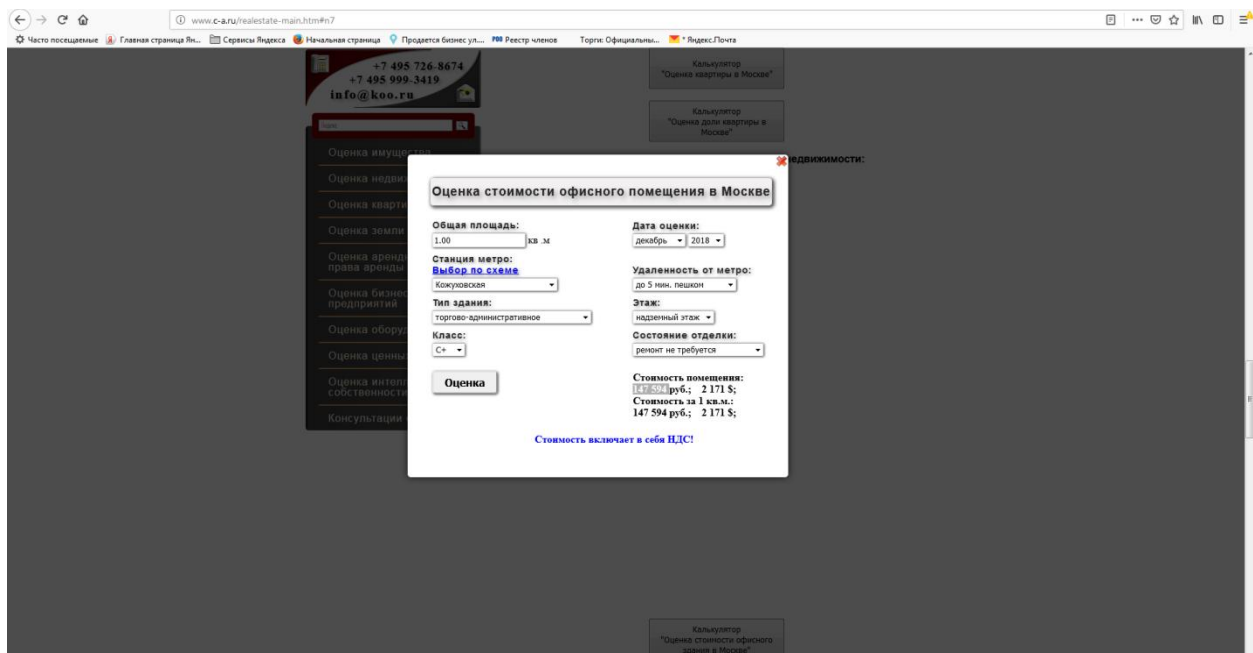 www.c-a.ru/realestate-main.htm#n7
Часто посещаемые Главная страница Ян... Сервисы Яндекса Начальная страница Продается бизнес ул.... Реестр членов Торги: Официальны... * Яндекс.Почта
+7 495 726-8674
+7 495 999-3419
info@koo.ru
Оценка имущества
Оценка недвиж
Оценка кварти
Оценка земли
Оценка аренд
права аренды
Оценка бизнес
предприятий
Оценка оборуд
Оценка ценны
Оценка интелл
собственности
Консультации
Калькулятор
"Оценка квартиры в Москве"
Калькулятор
"Оценка доли квартиры в
Москве"
недвижимости:
Оценка стоимости офисного помещения в Москве
Общая площадь:
1.00 кв .м
Дата оценки:
декабрь 2018
Станция метро:
Выбор по схеме
Кожуховская
Удаленность от метро:
до 5 мин. пешком
Тип здания:
торгово-административное
Этаж:
надземный этаж
Класс:
C+
Состояние отделки:
ремонт не требуется
Оценка
Стоимость помещения:
147 594 руб.; 2 171 $;
Стоимость за 1 кв.м.:
147 594 руб.; 2 171 $;
Стоимость включает в себя НДС!
Калькулятор
"Оценка стоимости офисного
здания в Москве"